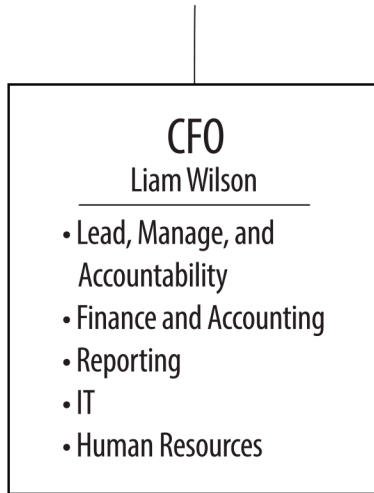 CFO
Liam Wilson
• Lead, Manage, and
Accountability
• Finance and Accounting
• Reporting
• IT
• Human Resources